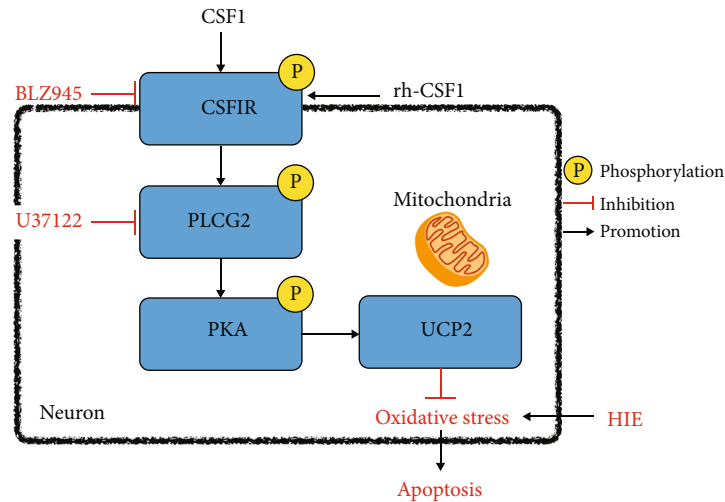 CSF1
P
BLZ945
CSFIR
rh-CSF1
P
Phosphorylation
P
U37122
PLCG2
Mitochondria
Inhibition
Promotion
P
PKA
UCP2
Neuron
Oxidative stress
HIE
Apoptosis